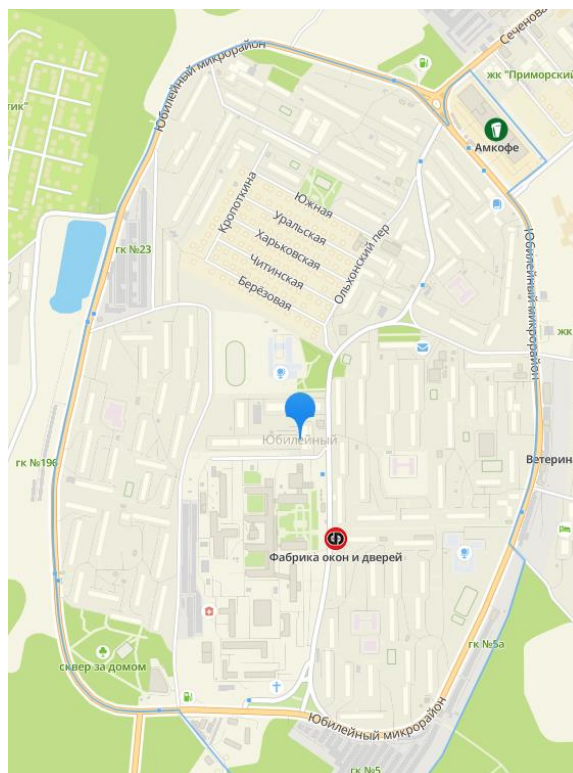 Сеченова
Юбилейный микрорайон
жк "Приморский
тик"
Амкофе
Южная
Кропоткина
Уральская
Харьковская
Ольхонский пер
Читинская
Берёзовая
гк №23
Юбилейный микрорайон
жк
Юбилейный
гк №196
Ветерин
Фабрика окон и дверей
гк №5а
сквер за домом
Юбилейный микрорайон
гк №5